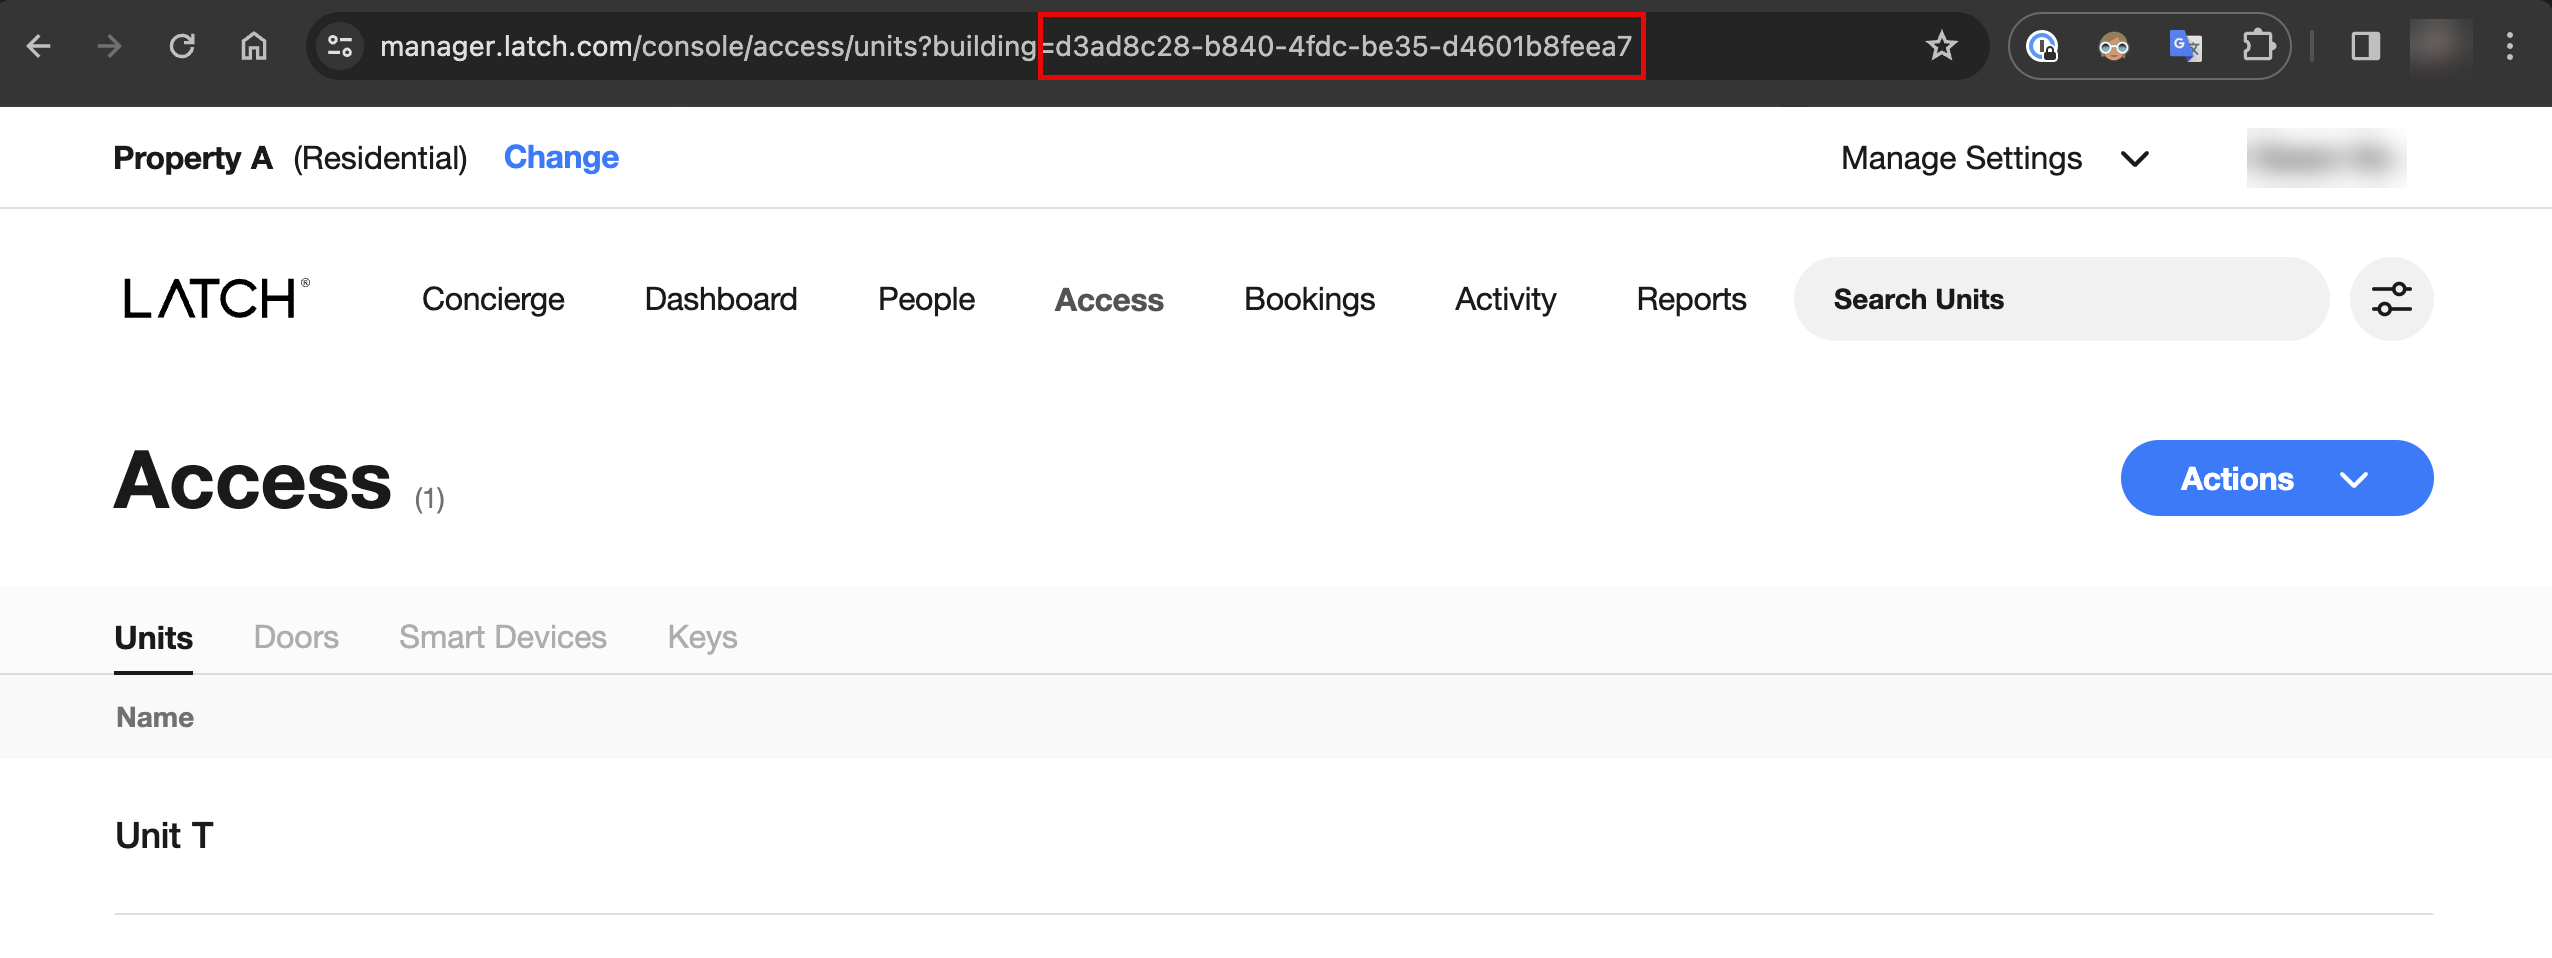 manager.latch.com/console/access/units?building=d3ad8c28-b840-4fdc-be35-d4601b8feea7
Property A (Residential) Change Manage Settings
LATCH® Concierge Dashboard People Access Bookings Activity Reports Search Units
Access (1) Actions
Units Doors Smart Devices Keys
Name
Unit T